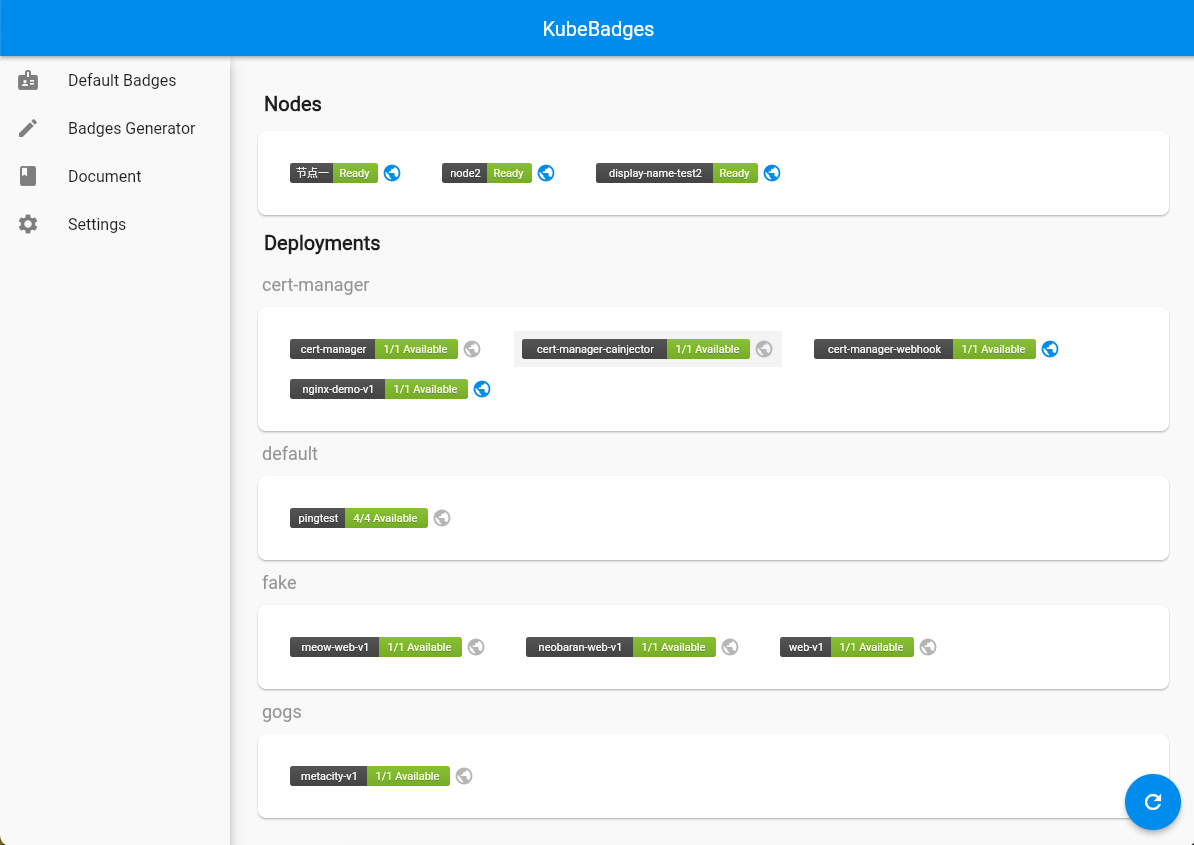 KubeBadges
Default Badges
Badges Generator
Document
Settings
Nodes
节点一 Ready node2 Ready display-name-test2 Ready
Deployments
cert-manager
cert-manager 1/1 Available cert-manager-cainjector 1/1 Available cert-manager-webhook 1/1 Available
nginx-demo-v1 1/1 Available
default
pingtest 4/4 Available
fake
meow-web-v1 1/1 Available neobaran-web-v1 1/1 Available web-v1 1/1 Available
gogs
metacity-v1 1/1 Available